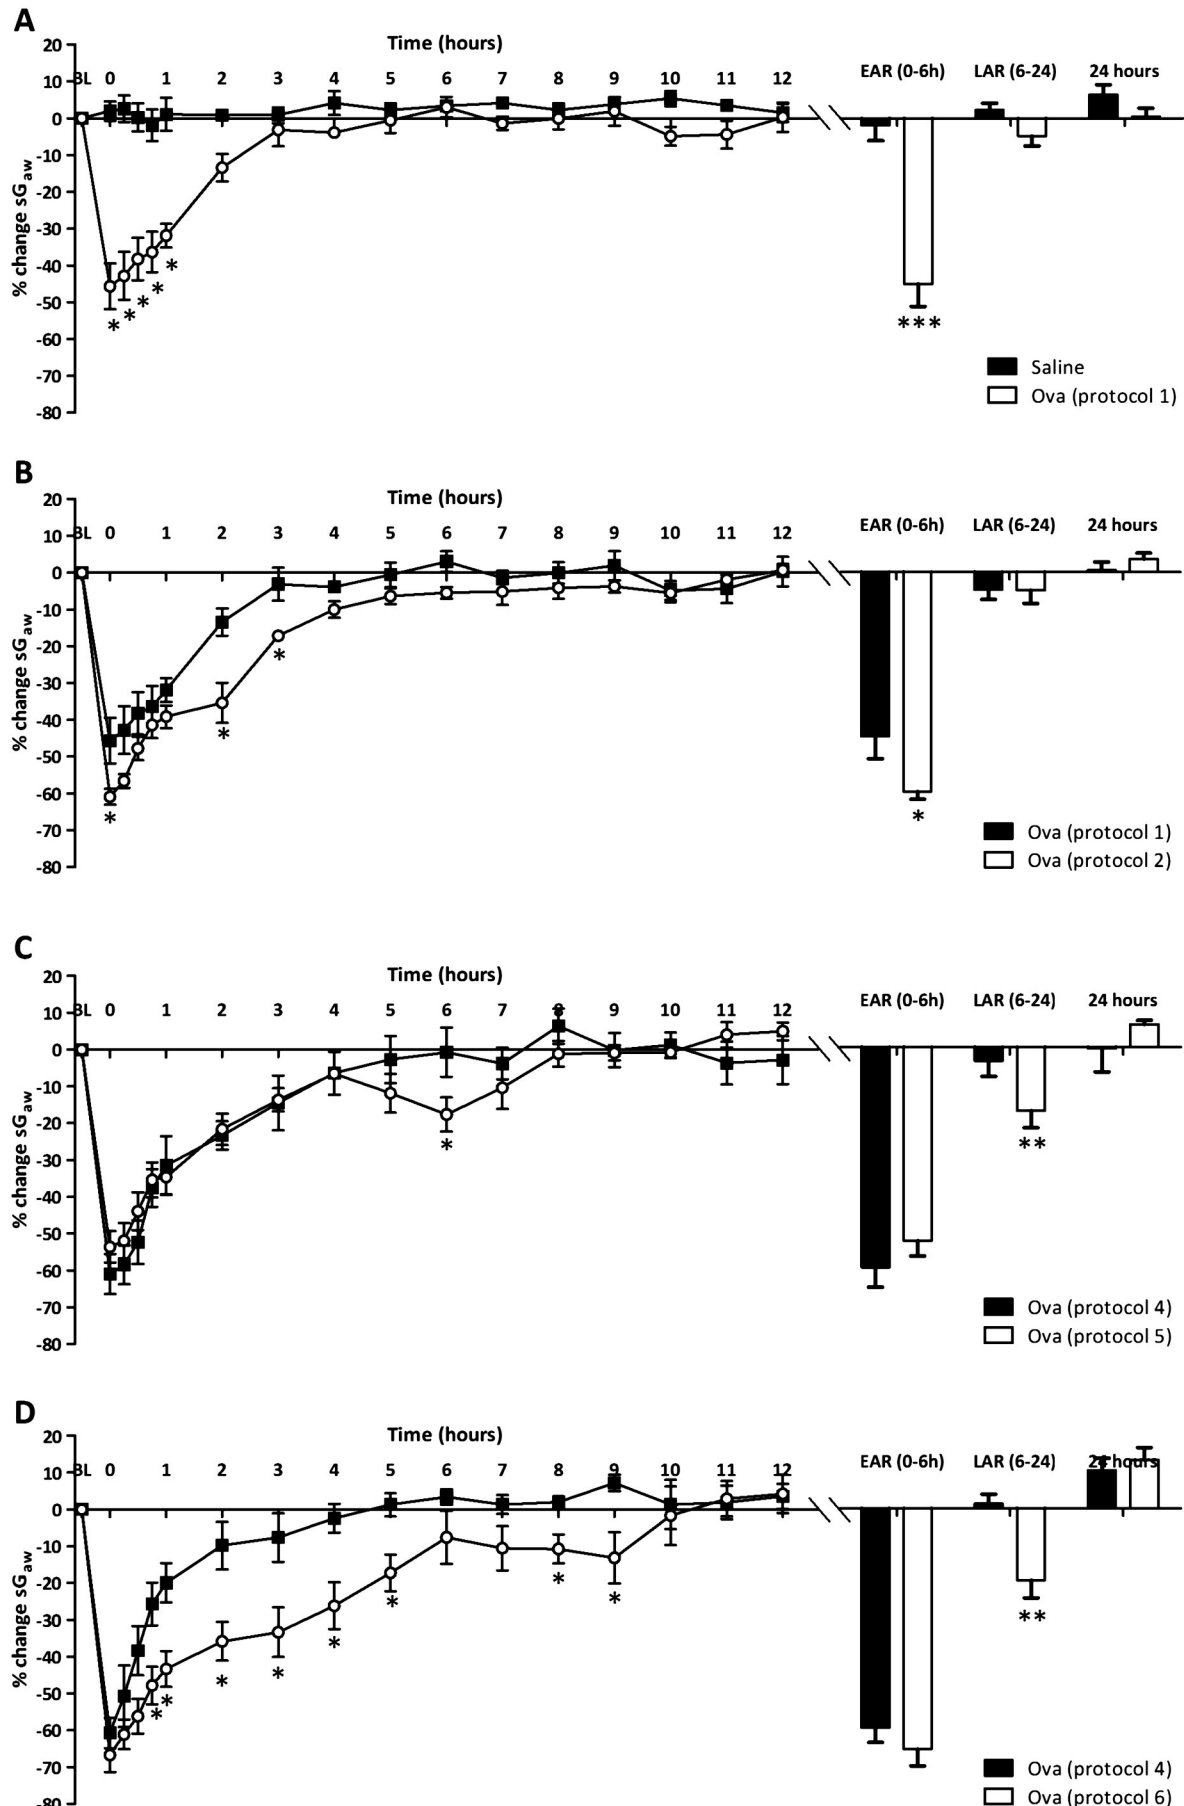 A
Time (hours)
BL 0 1 2 3 4 5 6 7 8 9 10 11 12
EAR (0-6h) LAR (6-24) 24 hours
20
10
0
-10
-20
-30
-40
-50
-60
-70
-80
% change sGaw
* * * * *
***
Saline
Ova (protocol 1)
B
Time (hours)
BL 0 1 2 3 4 5 6 7 8 9 10 11 12
EAR (0-6h) LAR (6-24) 24 hours
20
10
0
-10
-20
-30
-40
-50
-60
-70
-80
% change sGaw
* * *
*
Ova (protocol 1)
Ova (protocol 2)
C
Time (hours)
BL 0 1 2 3 4 5 6 7 8 9 10 11 12
EAR (0-6h) LAR (6-24) 24 hours
20
10
0
-10
-20
-30
-40
-50
-60
-70
-80
% change sGaw
*
**
Ova (protocol 4)
Ova (protocol 5)
D
Time (hours)
BL 0 1 2 3 4 5 6 7 8 9 10 11 12
EAR (0-6h) LAR (6-24) 24 hours
20
10
0
-10
-20
-30
-40
-50
-60
-70
-80
% change sGaw
* * * * * * * *
**
Ova (protocol 4)
Ova (protocol 6)